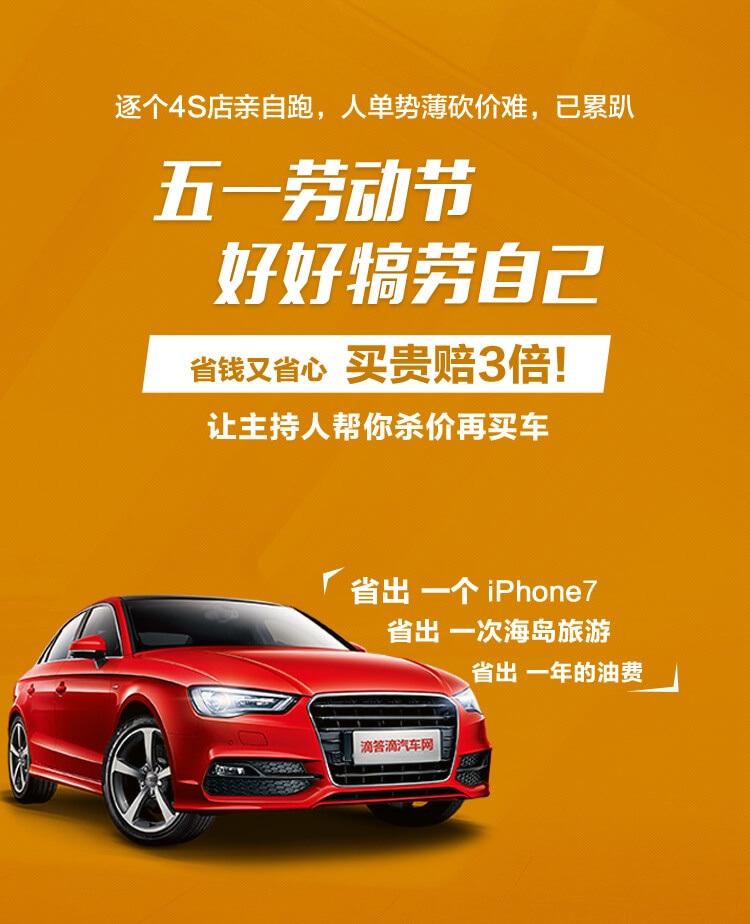 逐个4S店亲自跑，人单势薄砍价难，已累趴
五一劳动节
好好犒劳自己
省钱又省心 买贵赔3倍!
让主持人帮你杀价再买车
省出 一个 iPhone7
省出 一次海岛旅游
省出 一年的油费
滴答滴汽车网